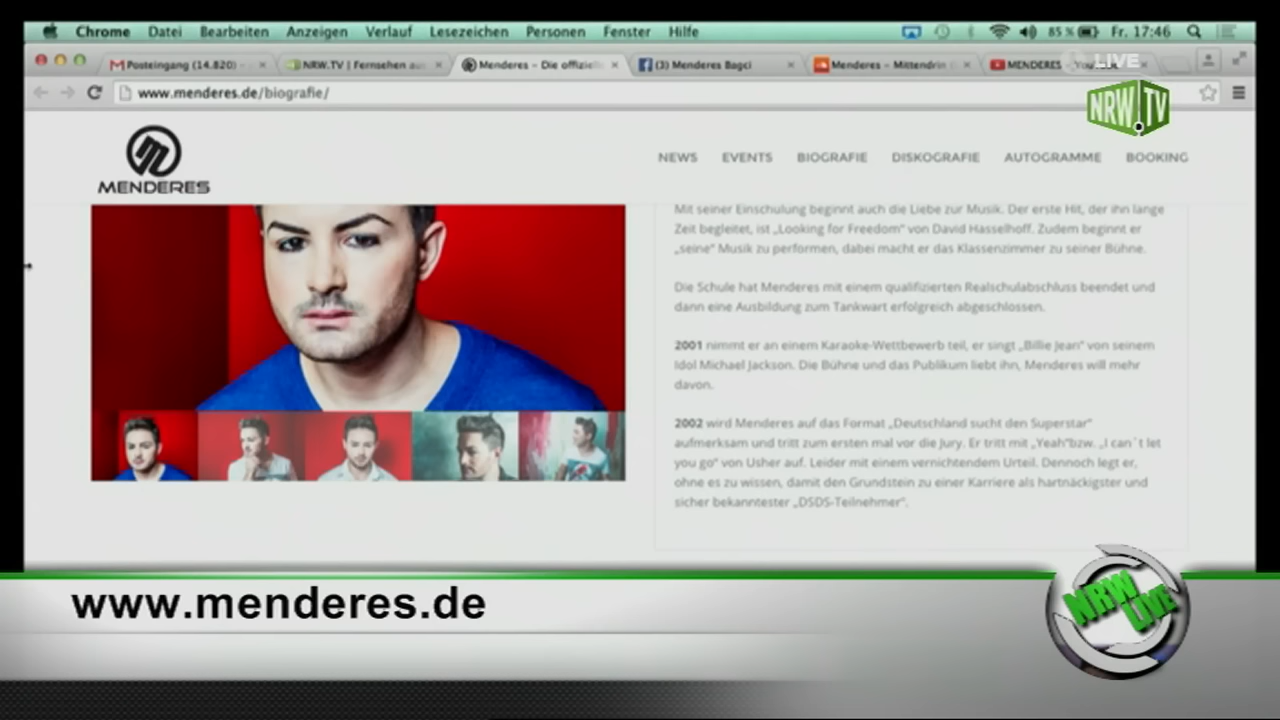 Chrome Datei Bearbeiten Anzeigen Verlauf Lesezeichen Personen Fenster Hilfe 85 % Fr. 17:46
Posteingang (14.820) – NRW.TV | Fernsehen aus Menderes – Die offizielle (3) Menderes Bagci Menderes – Mittendrin MENDERES – LIVE
www.menderes.de/biografie/
NRW.TV
MENDERES
NEWS EVENTS BIOGRAFIE DISKOGRAFIE AUTOGRAMME BOOKING
Mit seiner Einschulung beginnt auch die Liebe zur Musik. Der erste Hit, der ihn lange
Zeit begleitet, ist „Looking for Freedom“ von David Hasselhoff. Zudem beginnt er
„seine“ Musik zu performen, dabei macht er das Klassenzimmer zu seiner Bühne.
Die Schule hat Menderes mit einem qualifizierten Realschulabschluss beendet und
dann eine Ausbildung zum Tankwart erfolgreich abgeschlossen.
2001 nimmt er an einem Karaoke-Wettbewerb teil, er singt „Billie Jean“ von seinem
Idol Michael Jackson. Die Bühne und das Publikum liebt ihn, Menderes will mehr
davon.
2002 wird Menderes auf das Format „Deutschland sucht den Superstar“
aufmerksam und tritt zum ersten mal vor die Jury. Er tritt mit „Yeah“bzw. „I can´t let
you go“ von Usher auf. Leider mit einem vernichtendem Urteil. Dennoch legt er,
ohne es zu wissen, damit den Grundstein zu einer Karriere als hartnäckigster und
sicher bekanntester „DSDS-Teilnehmer“.
www.menderes.de
NRW
LIVE